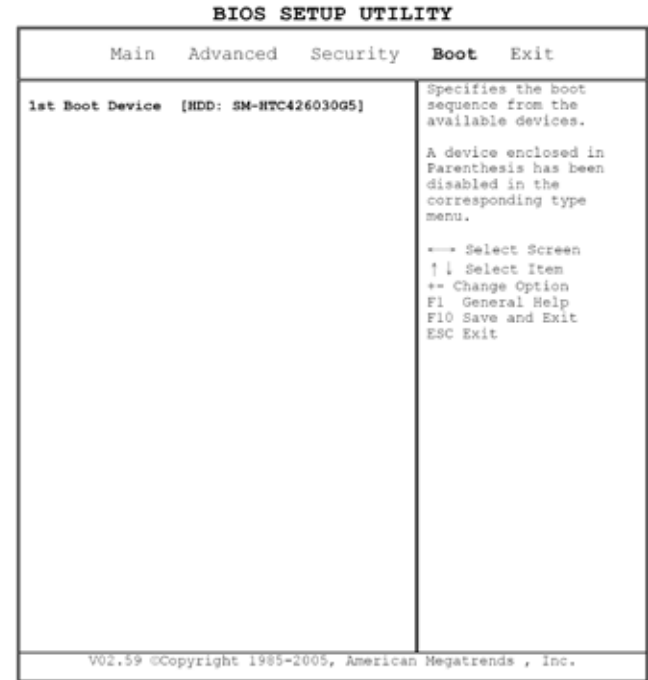 BIOS SETUP UTILITY
Main Advanced Security Boot Exit
1st Boot Device [HDD: SM-HTC426030G5]
Specifies the boot
sequence from the
available devices.
A device enclosed in
Parenthesis has been
disabled in the
corresponding type
menu.
←→ Select Screen
↑↓ Select Item
+- Change Option
F1 General Help
F10 Save and Exit
ESC Exit
V02.59 ©Copyright 1985-2005, American Megatrends , Inc.